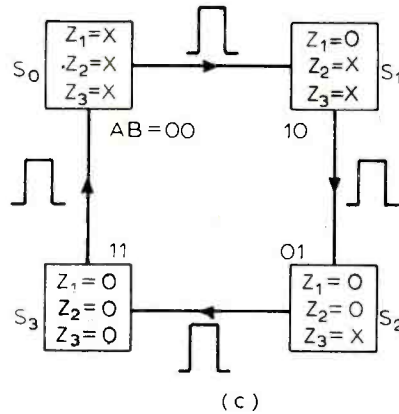 S₀
Z₁=X
Z₂=X
Z₃=X
AB=00
Z₁=0
Z₂=X
Z₃=X
S₁
10
11
Z₁=0
Z₂=0
Z₃=0
S₃
01
Z₁=0
Z₂=0
Z₃=X
S₂
(c)